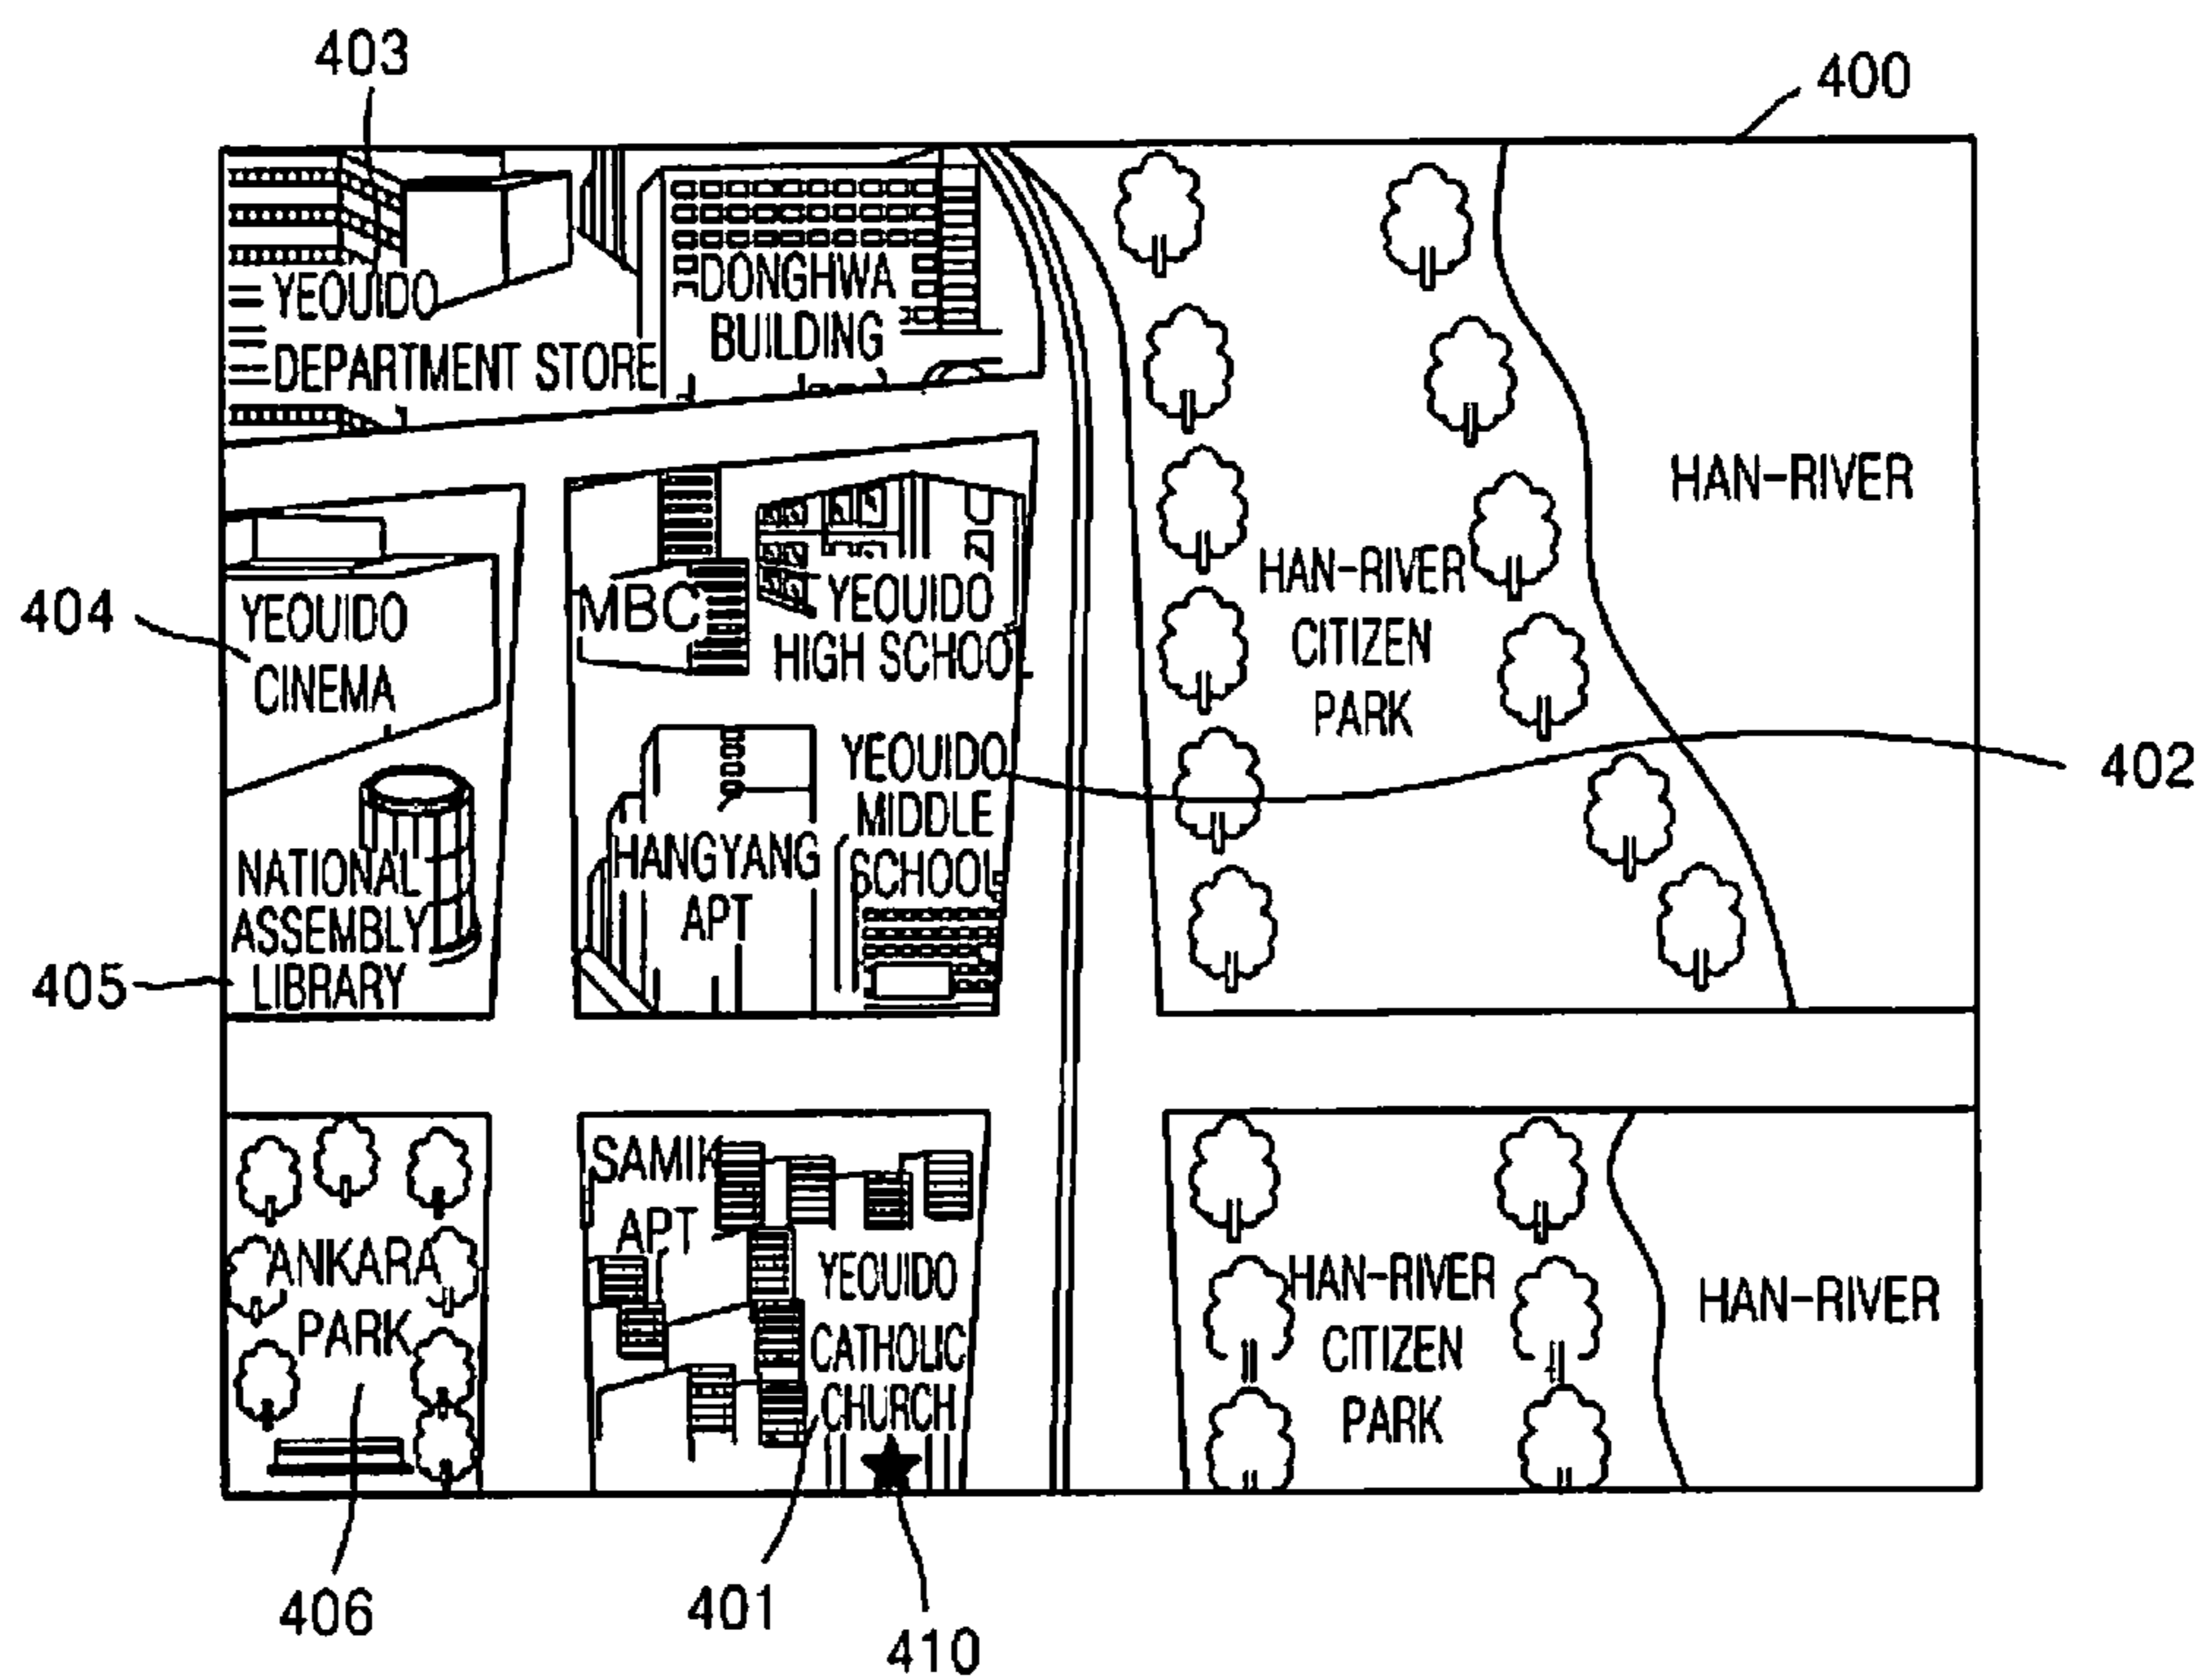 403
400
YEOUIDO
DEPARTMENT STORE
DONGHWA
BUILDING
HAN-RIVER
404
YEOUIDO
CINEMA
MBC
YEOUIDO
HIGH SCHOOL
HAN-RIVER
CITIZEN
PARK
402
YEOUIDO
MIDDLE
SCHOOL
HANGYANG
APT
NATIONAL
ASSEMBLY
LIBRARY
405
SAMIK
APT
YEOUIDO
CATHOLIC
CHURCH
ANKARA
PARK
HAN-RIVER
CITIZEN
PARK
HAN-RIVER
406
401
410